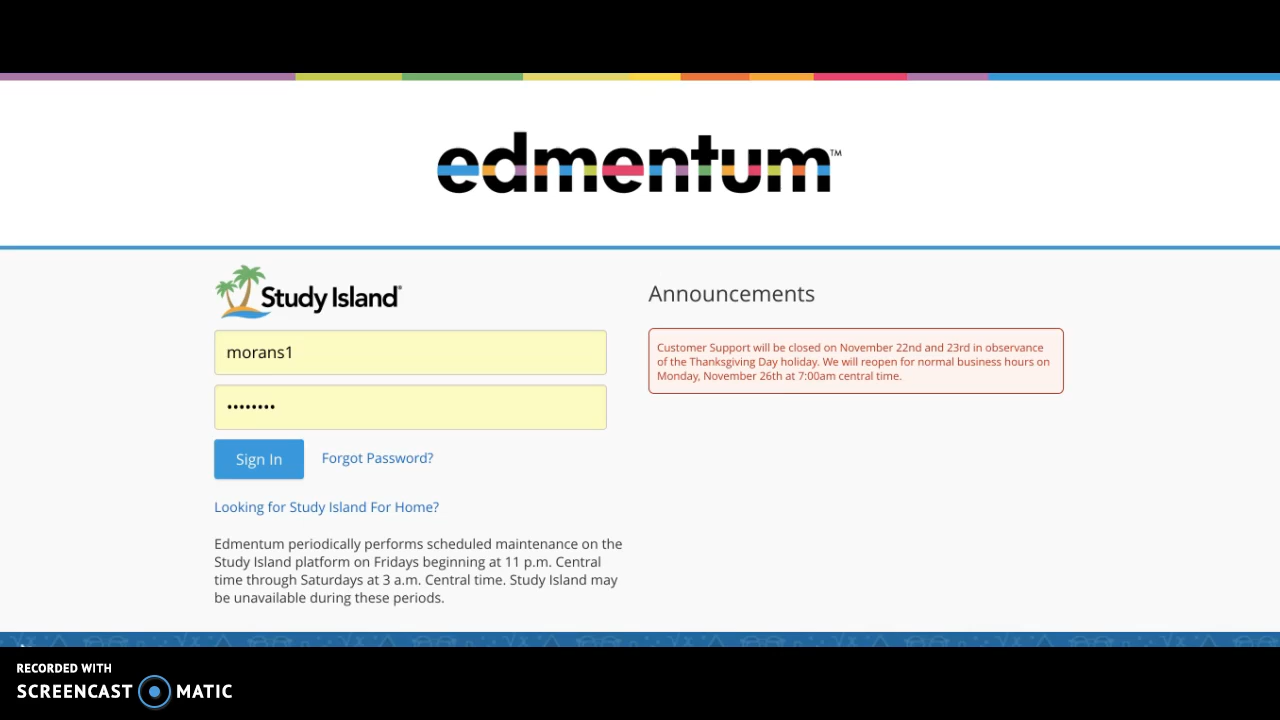 edmentum™
Study Island®
morans1
••••••••
Sign In
Forgot Password?
Looking for Study Island For Home?
Edmentum periodically performs scheduled maintenance on the
Study Island platform on Fridays beginning at 11 p.m. Central
time through Saturdays at 3 a.m. Central time. Study Island may
be unavailable during these periods.
Announcements
Customer Support will be closed on November 22nd and 23rd in observance
of the Thanksgiving Day holiday. We will reopen for normal business hours on
Monday, November 26th at 7:00am central time.
RECORDED WITH
SCREENCAST MATIC